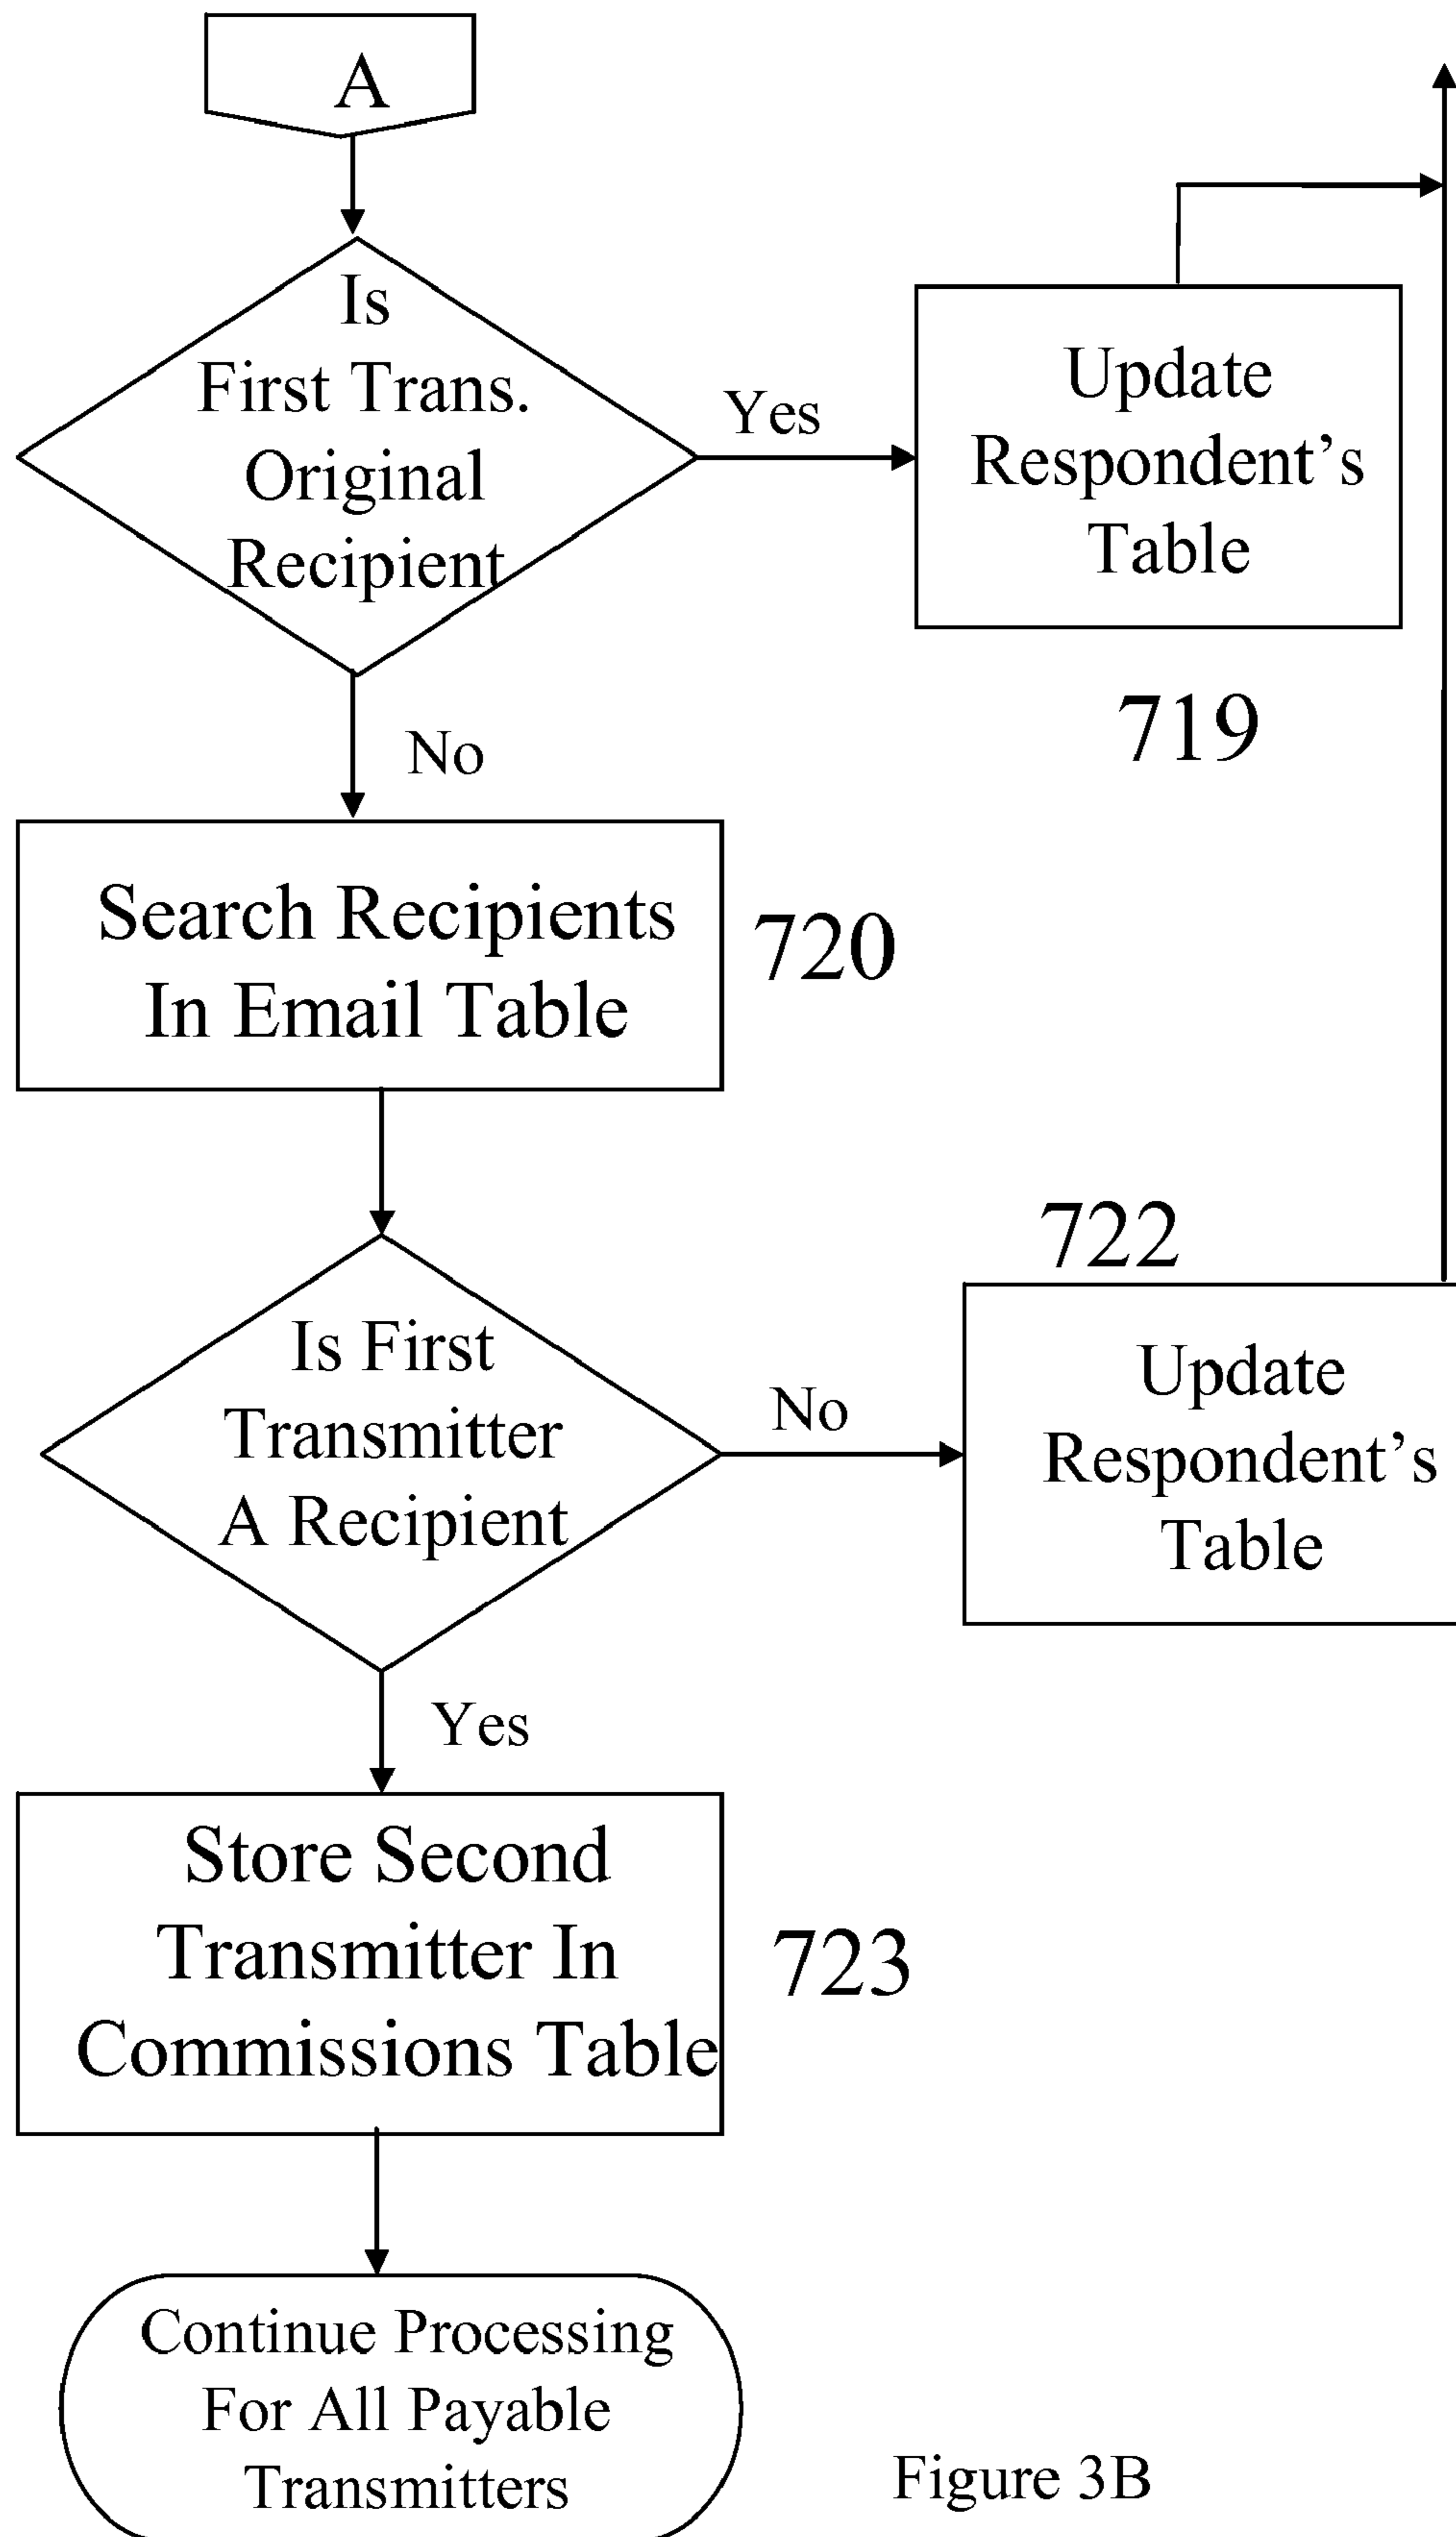 A
Is
First Trans.
Original
Recipient
Yes
Update
Respondent’s
Table
719
No
Search Recipients
In Email Table
720
722
Is First
Transmitter
A Recipient
No
Update
Respondent’s
Table
Yes
Store Second
Transmitter In
Commissions Table
723
Continue Processing
For All Payable
Transmitters
Figure 3B